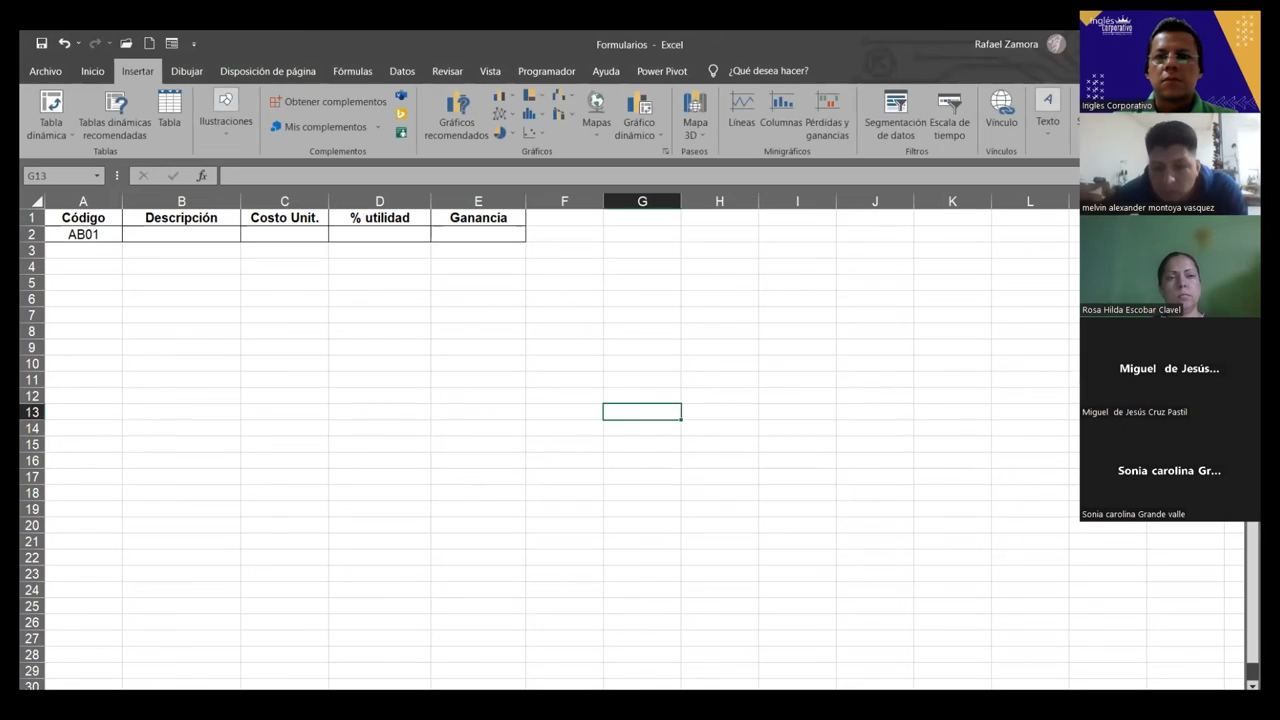 Formularios - Excel
Rafael Zamora
Archivo Inicio Insertar Dibujar Disposición de página Fórmulas Datos Revisar Vista Programador Ayuda Power Pivot ¿Qué desea hacer?
Tabla dinámica
Tablas dinámicas recomendadas
Tabla
Ilustraciones
Obtener complementos
Mis complementos
Gráficos recomendados
Mapas
Gráfico dinámico
Mapa 3D
Líneas
Columnas
Pérdidas y ganancias
Segmentación de datos
Escala de tiempo
Vínculo
Texto
Tablas Complementos Gráficos Paseos Minigráficos Filtros Vínculos
G13 fx
A B C D E F G H I J K L
1 Código Descripción Costo Unit. % utilidad Ganancia
2 AB01
3
4
5
6
7
8
9
10
11
12
13
14
15
16
17
18
19
20
21
22
23
24
25
26
27
28
29
30
Inglés
corporativo
Ingles Corporativo
melvin alexander montoya vasquez
Rosa Hilda Escobar Clavel
Miguel de Jesús...
Miguel de Jesús Cruz Pastil
Sonia carolina Gr...
Sonia carolina Grande valle